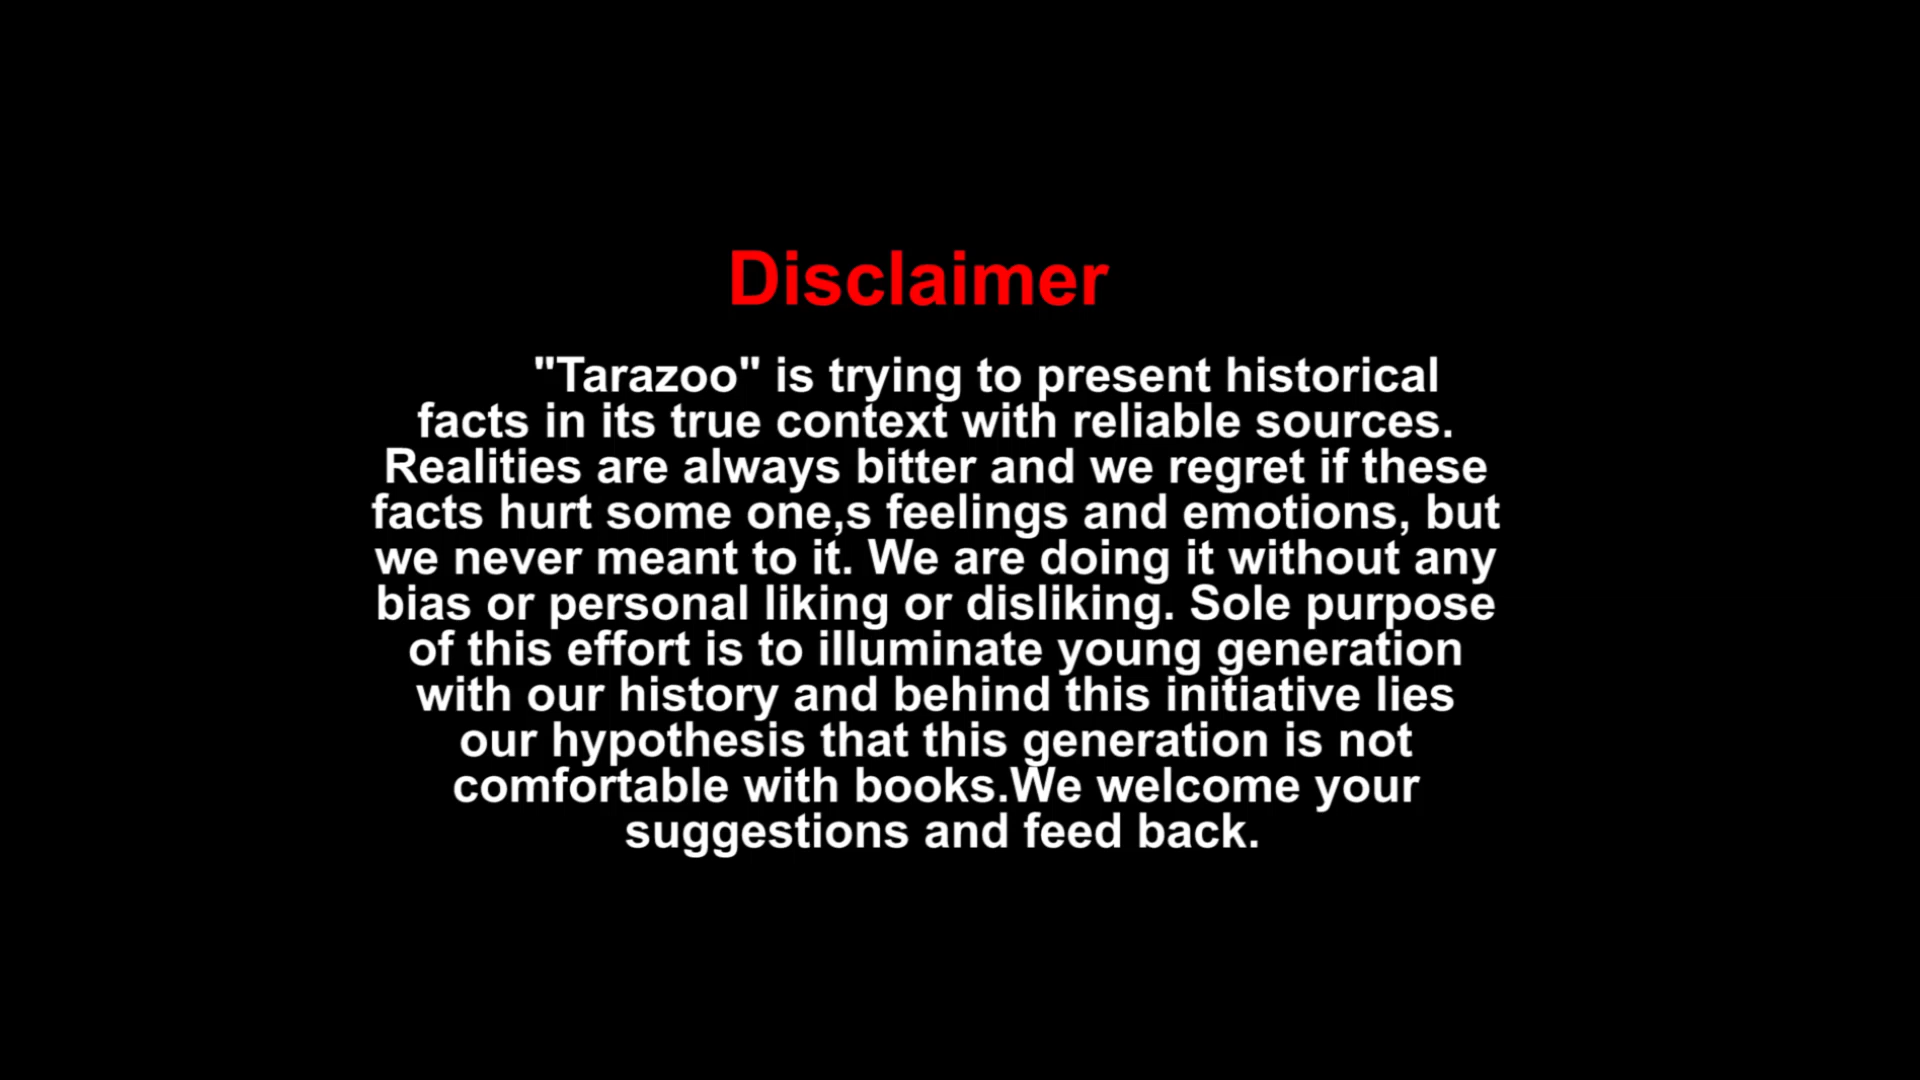 Disclaimer
"Tarazoo" is trying to present historical
facts in its true context with reliable sources.
Realities are always bitter and we regret if these
facts hurt some one,s feelings and emotions, but
we never meant to it. We are doing it without any
bias or personal liking or disliking. Sole purpose
of this effort is to illuminate young generation
with our history and behind this initiative lies
our hypothesis that this generation is not
comfortable with books.We welcome your
suggestions and feed back.